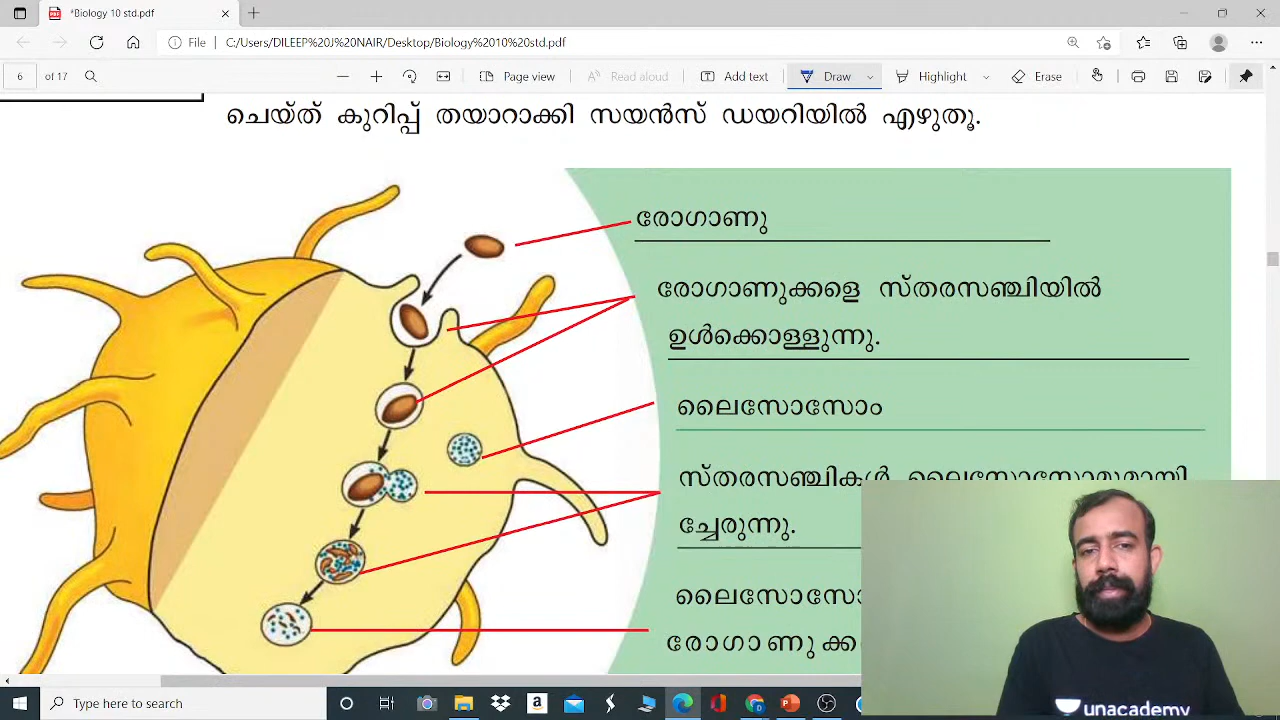 *Biology 10 std.pdf
File
C:/Users/DILEEP%20J%20NAIR/Desktop/Biology%2010%20std.pdf
6 of 17
Page view
Read aloud
Add text
Draw
Highlight
Erase
ചെയ്ത് കുറിപ്പ് തയാറാക്കി സയൻസ് ഡയറിയിൽ എഴുതൂ.
രോഗാണു
രോഗാണുക്കളെ സ്തരസഞ്ചിയിൽ
ഉൾക്കൊള്ളുന്നു.
ലൈസോസോം
സ്തരസഞ്ചികൾ ലൈസോസോമുമായി
ച്ചേരുന്നു.
ലൈസോസോ
രോഗാണുക്ക
unacademy
Type here to search